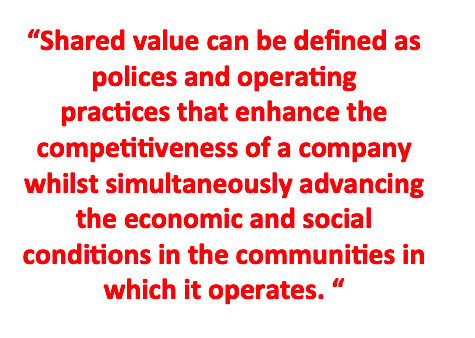 “Shared value can be defined as
polices and operating
practices that enhance the
competitiveness of a company
whilst simultaneously advancing
the economic and social
conditions in the communities in
which it operates. “